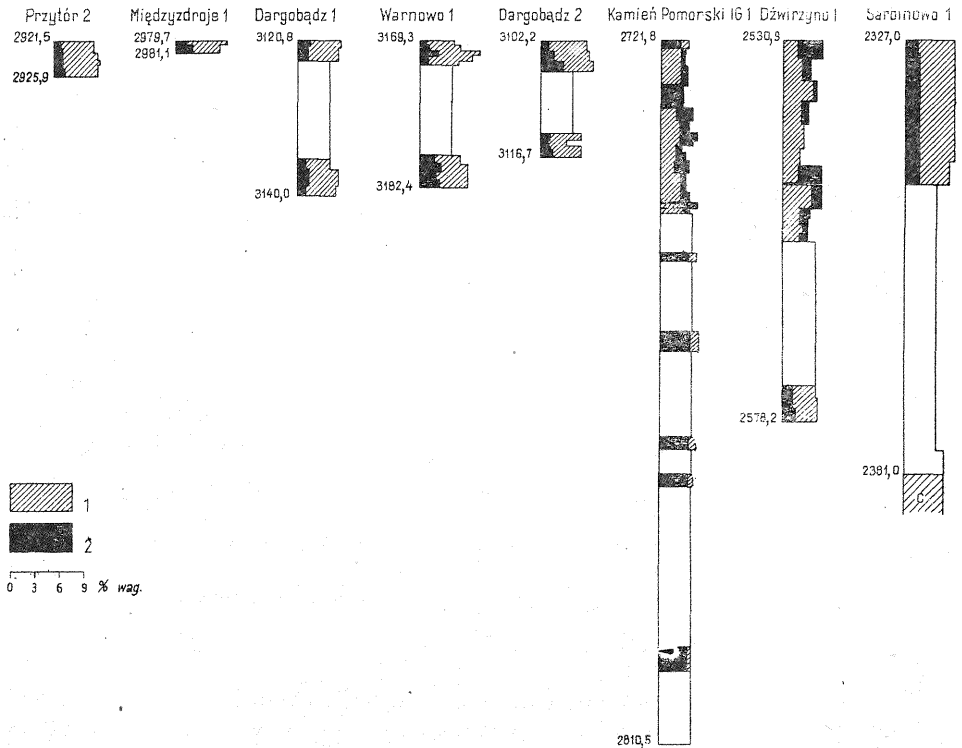 Przytór 2 Międzyzdroje 1 Dargobądz 1 Warnowo 1 Dargobądz 2 Kamień Pomorski IG 1 Dźwirzyno 1 Sarbinowo 1
2921,5 2979,7 3120,8 3169,3 3102,2 2721,8 2530,9 2327,0
2981,1
2925,9
3116,7
3182,4
3140,0
2578,2
2381,0
C
1
2
0 3 6 9 % wag.
2810,5